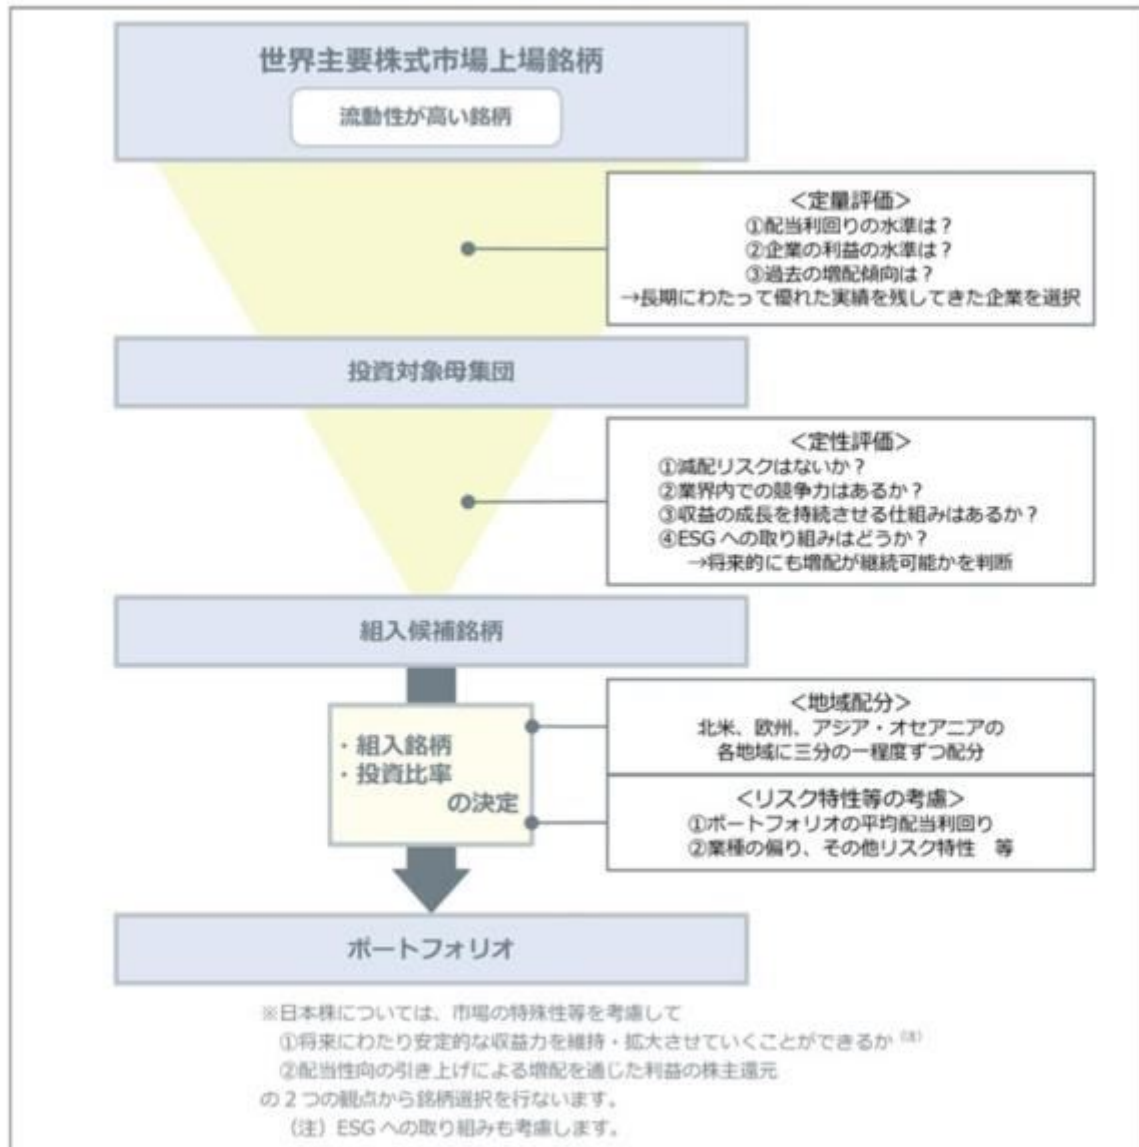 世界主要株式市場上場銘柄
流動性が高い銘柄
＜定量評価＞
①配当利回りの水準は？
②企業の利益の水準は？
③過去の増配傾向は？
→長期にわたって優れた実績を残してきた企業を選択
投資対象母集団
＜定性評価＞
①減配リスクはないか？
②業界内での競争力はあるか？
③収益の成長を持続させる仕組みはあるか？
④ESG への取り組みはどうか？
→将来的にも増配が継続可能かを判断
組入候補銘柄
＜地域配分＞
北米、欧州、アジア・オセアニアの
各地域に三分の一程度ずつ配分
・組入銘柄
・投資比率
の決定
＜リスク特性等の考慮＞
①ポートフォリオの平均配当利回り
②業種の偏り、その他リスク特性　等
ポートフォリオ
※日本株については、市場の特殊性等を考慮して
①将来にわたり安定的な収益力を維持・拡大させていくことができるか（注）
②配当性向の引き上げによる増配を通じた利益の株主還元
の２つの観点から銘柄選択を行ないます。
（注）ESG への取り組みも考慮します。